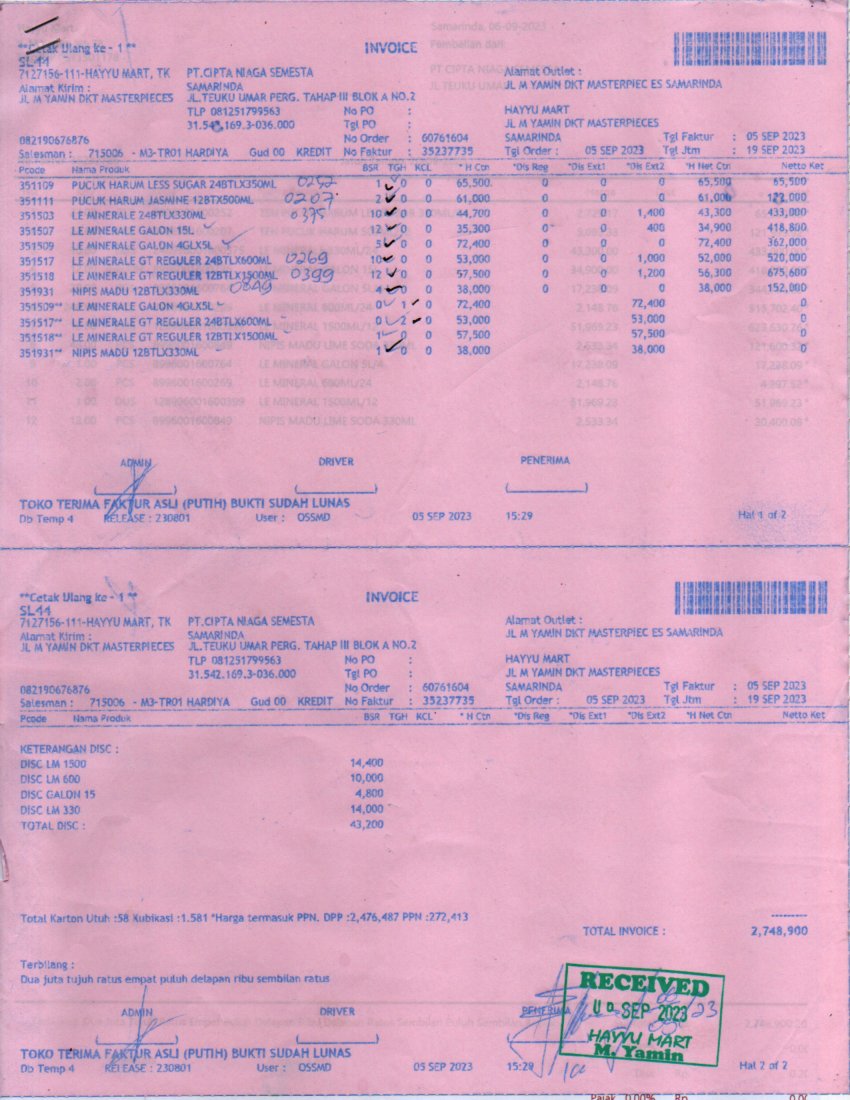 **Cetak Ulang ke - 1 **
INVOICE
SL44
7127156-111-HAYYU MART, TK PT.CIPTA NIAGA SEMESTA Alamat Outlet :
Alamat Kirim : SAMARINDA JL M YAMIN DKT MASTERPIEC ES SAMARINDA
JL M YAMIN DKT MASTERPIECES JL.TEUKU UMAR PERG. TAHAP III BLOK A NO.2
TLP 081251799563 No PO : HAYYU MART
31.542.169.3-036.000 Tgl PO : JL M YAMIN DKT MASTERPIECES
082190676876 No Order : 60761604 SAMARINDA Tgl Faktur : 05 SEP 2023
Salesman : 715006 - M3-TR01 HARDIYA Gud 00 KREDIT No Faktur : 35237735 Tgl Order : 05 SEP 2023 Tgl Jtm : 19 SEP 2023
Pcode Nama Produk BSR TGH KCL * H Ctn *Dis Reg *Dis Ext1 *Dis Ext2 *H Net Ctn Netto Ket
351109 PUCUK HARUM LESS SUGAR 24BTLX350ML 0252 1 0 0 65,500 0 0 0 65,500 65,500
351111 PUCUK HARUM JASMINE 12BTX500ML 0207 2 0 0 61,000 0 0 0 61,000 122,000
351503 LE MINERALE 24BTLX330ML 0375 10 0 0 44,700 0 0 1,400 43,300 433,000
351507 LE MINERALE GALON 15L 12 0 0 35,300 0 0 400 34,900 418,800
351509 LE MINERALE GALON 4GLX5L 5 0 0 72,400 0 0 0 72,400 362,000
351517 LE MINERALE GT REGULER 24BTLX600ML 0269 10 0 0 53,000 0 0 1,000 52,000 520,000
351518 LE MINERALE GT REGULER 12BTLX1500ML 0399 12 0 0 57,500 0 0 1,200 56,300 675,600
351931 NIPIS MADU 12BTLX330ML 0849 4 0 0 38,000 0 0 0 38,000 152,000
351509** LE MINERALE GALON 4GLX5L 0 1 0 72,400 72,400 0
351517** LE MINERALE GT REGULER 24BTLX600ML 0 2 0 53,000 53,000 0
351518** LE MINERALE GT REGULER 12BTLX1500ML 1 0 0 57,500 57,500 0
351931** NIPIS MADU 12BTLX330ML 1 0 0 38,000 38,000 0
ADMIN DRIVER PENERIMA
TOKO TERIMA FAKTUR ASLI (PUTIH) BUKTI SUDAH LUNAS
Db Temp 4 RELEASE : 230801 User : OSSMD 05 SEP 2023 15:29 Hal 1 of 2
**Cetak Ulang ke - 1 **
INVOICE
SL44
7127156-111-HAYYU MART, TK PT.CIPTA NIAGA SEMESTA Alamat Outlet :
Alamat Kirim : SAMARINDA JL M YAMIN DKT MASTERPIEC ES SAMARINDA
JL M YAMIN DKT MASTERPIECES JL.TEUKU UMAR PERG. TAHAP III BLOK A NO.2
TLP 081251799563 No PO : HAYYU MART
31.542.169.3-036.000 Tgl PO : JL M YAMIN DKT MASTERPIECES
082190676876 No Order : 60761604 SAMARINDA Tgl Faktur : 05 SEP 2023
Salesman : 715006 - M3-TR01 HARDIYA Gud 00 KREDIT No Faktur : 35237735 Tgl Order : 05 SEP 2023 Tgl Jtm : 19 SEP 2023
Pcode Nama Produk BSR TGH KCL * H Ctn *Dis Reg *Dis Ext1 *Dis Ext2 *H Net Ctn Netto Ket
KETERANGAN DISC :
DISC LM 1500 14,400
DISC LM 600 10,000
DISC GALON 15 4,800
DISC LM 330 14,000
TOTAL DISC : 43,200
Total Karton Utuh :58 Kubikasi :1.581 *Harga termasuk PPN. DPP :2,476,487 PPN :272,413
TOTAL INVOICE : 2,748,900
Terbilang :
Dua juta tujuh ratus empat puluh delapan ribu sembilan ratus
RECEIVED
SEP 2023
HAYYU MART
M. Yamin
ADMIN DRIVER PENERIMA
TOKO TERIMA FAKTUR ASLI (PUTIH) BUKTI SUDAH LUNAS
Db Temp 4 RELEASE : 230801 User : OSSMD 05 SEP 2023 15:29 Hal 2 of 2
Pajak 0.00% Rp